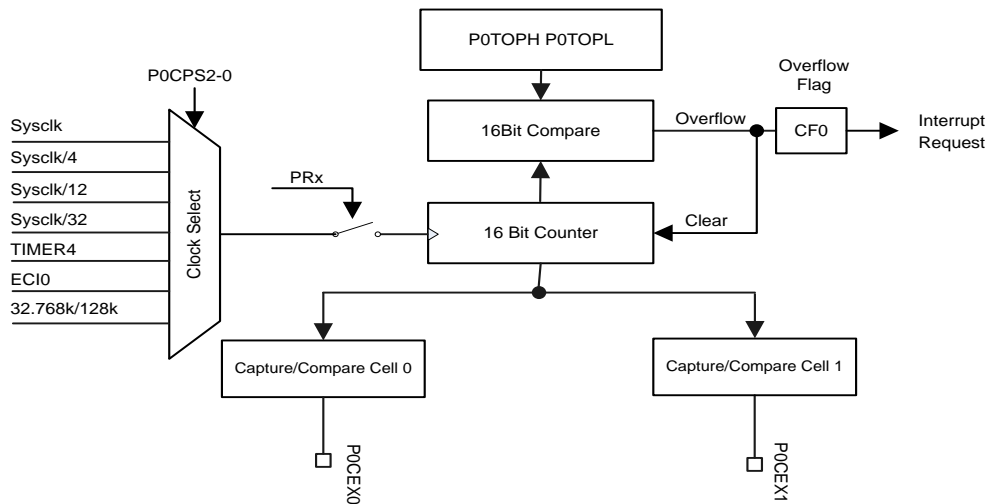 P0TOPH P0TOPL
P0CPS2-0
Overflow
Flag
Sysclk
16Bit Compare
Overflow
CF0
Interrupt
Request
Sysclk/4
Sysclk/12
PRx
Sysclk/32
Clock Select
16 Bit Counter
Clear
TIMER4
ECI0
32.768k/128k
Capture/Compare Cell 0
Capture/Compare Cell 1
P0CEX0
P0CEX1